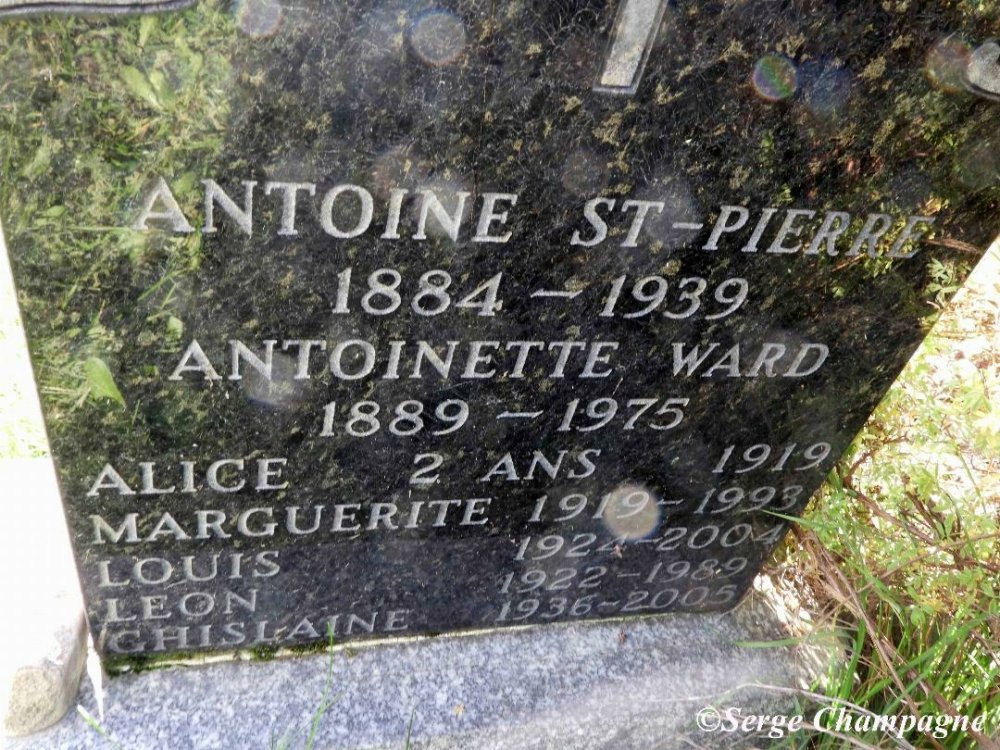 ANTOINE ST-PIERRE
1884 - 1939
ANTOINETTE WARD
1889 - 1975
ALICE 2 ANS 1919
MARGUERITE 1919-1993
LOUIS 1924-2004
LEON 1922-1989
GHISLAINE 1936-2005
©Serge Champagne